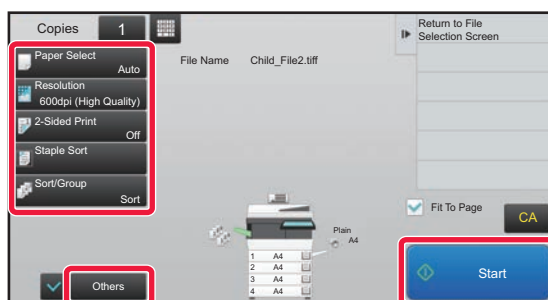 Copies 1
Return to File
Selection Screen
Paper Select
Auto
File Name Child_File2.tiff
Resolution
600dpi (High Quality)
2-Sided Print
Off
Staple Sort
Sort/Group
Sort
Fit To Page
CA
Plain
A4
1 A4
2 A4
3 A4
4 A4
Others
Start